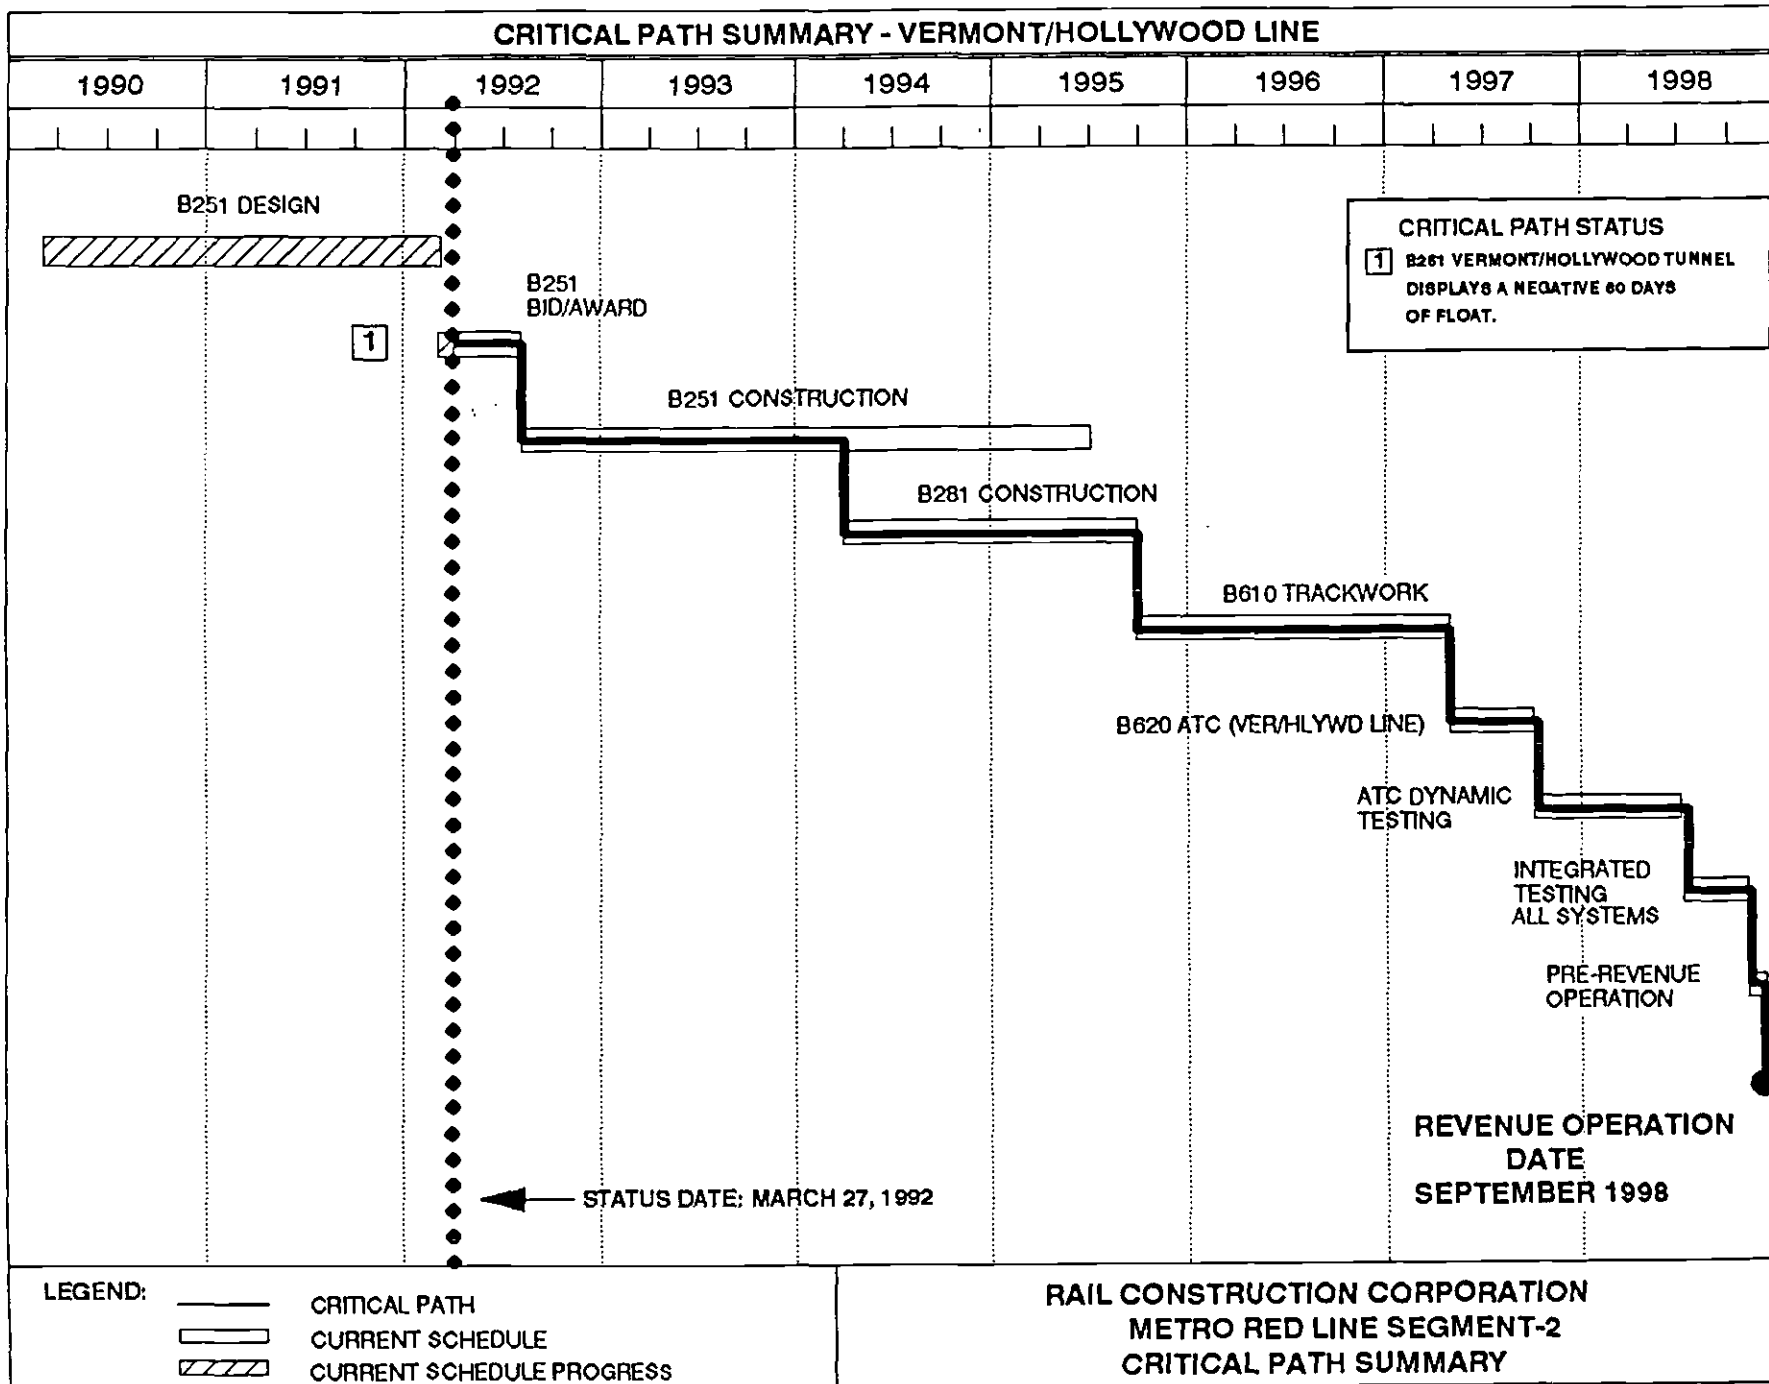 CRITICAL PATH SUMMARY - VERMONT/HOLLYWOOD LINE
1990 1991 1992 1993 1994 1995 1996 1997 1998
B251 DESIGN
CRITICAL PATH STATUS
1 B251 VERMONT/HOLLYWOOD TUNNEL
DISPLAYS A NEGATIVE 60 DAYS
OF FLOAT.
B251
BID/AWARD
1
B251 CONSTRUCTION
B281 CONSTRUCTION
B610 TRACKWORK
B620 ATC (VER/HLYWD LINE)
ATC DYNAMIC
TESTING
INTEGRATED
TESTING
ALL SYSTEMS
PRE-REVENUE
OPERATION
REVENUE OPERATION
DATE
SEPTEMBER 1998
STATUS DATE: MARCH 27, 1992
LEGEND:
CRITICAL PATH
CURRENT SCHEDULE
CURRENT SCHEDULE PROGRESS
RAIL CONSTRUCTION CORPORATION
METRO RED LINE SEGMENT-2
CRITICAL PATH SUMMARY